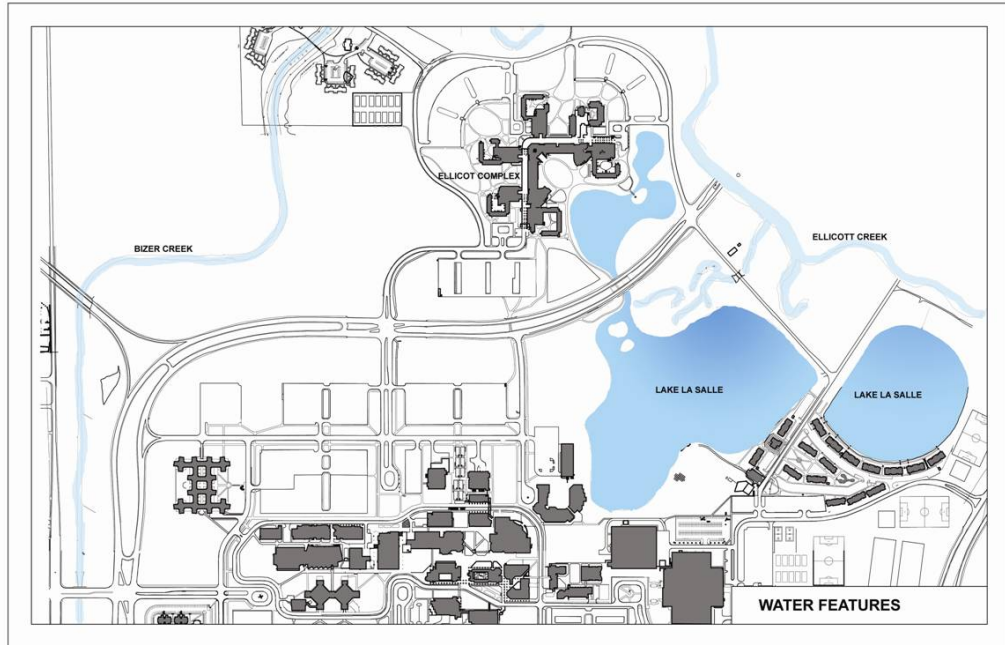 ELLICOT COMPLEX
BIZER CREEK
ELLICOTT CREEK
LAKE LA SALLE
LAKE LA SALLE
WATER FEATURES